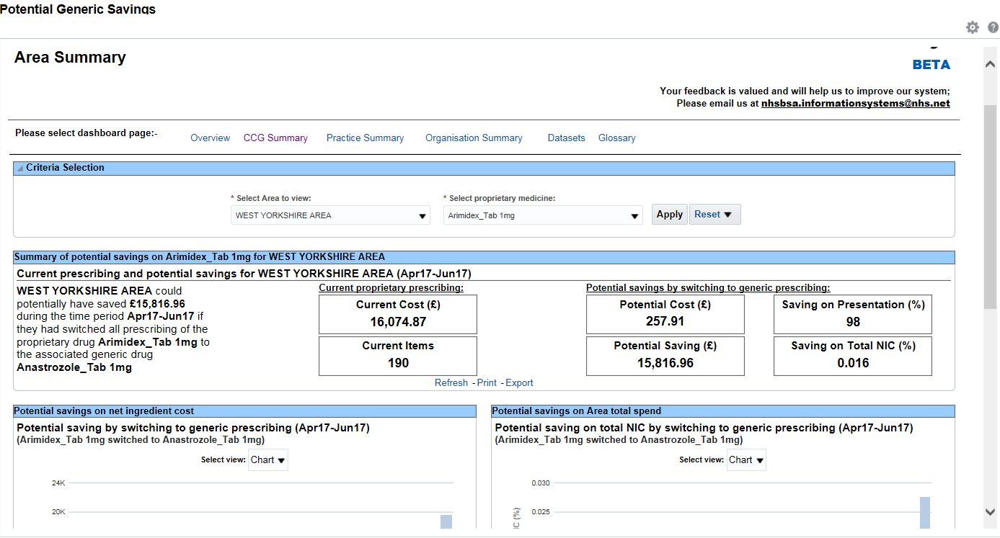 Potential Generic Savings
Area Summary
BETA
Your feedback is valued and will help us to improve our system;
Please email us at nhsbsa.informationsystems@nhs.net
Please select dashboard page:-
Overview CCG Summary Practice Summary Organisation Summary Datasets Glossary
Criteria Selection
* Select Area to view:
WEST YORKSHIRE AREA
* Select proprietary medicine:
Arimidex_Tab 1mg
Apply
Reset
Summary of potential savings on Arimidex_Tab 1mg for WEST YORKSHIRE AREA
Current prescribing and potential savings for WEST YORKSHIRE AREA (Apr17-Jun17)
WEST YORKSHIRE AREA could
potentially have saved £15,816.96
during the time period Apr17-Jun17 if
they had switched all prescribing of the
proprietary drug Arimidex_Tab 1mg to
the associated generic drug
Anastrozole_Tab 1mg
Current proprietary prescribing:
Current Cost (£)
16,074.87
Current Items
190
Potential savings by switching to generic prescribing:
Potential Cost (£)
257.91
Saving on Presentation (%)
98
Potential Saving (£)
15,816.96
Saving on Total NIC (%)
0.016
Refresh - Print - Export
Potential savings on net ingredient cost
Potential saving by switching to generic prescribing (Apr17-Jun17)
(Arimidex_Tab 1mg switched to Anastrozole_Tab 1mg)
Select view: Chart
24K
20K
Potential savings on Area total spend
Potential saving on total NIC by switching to generic prescribing (Apr17-Jun17)
(Arimidex_Tab 1mg switched to Anastrozole_Tab 1mg)
Select view: Chart
0.030
0.025
IC (%)